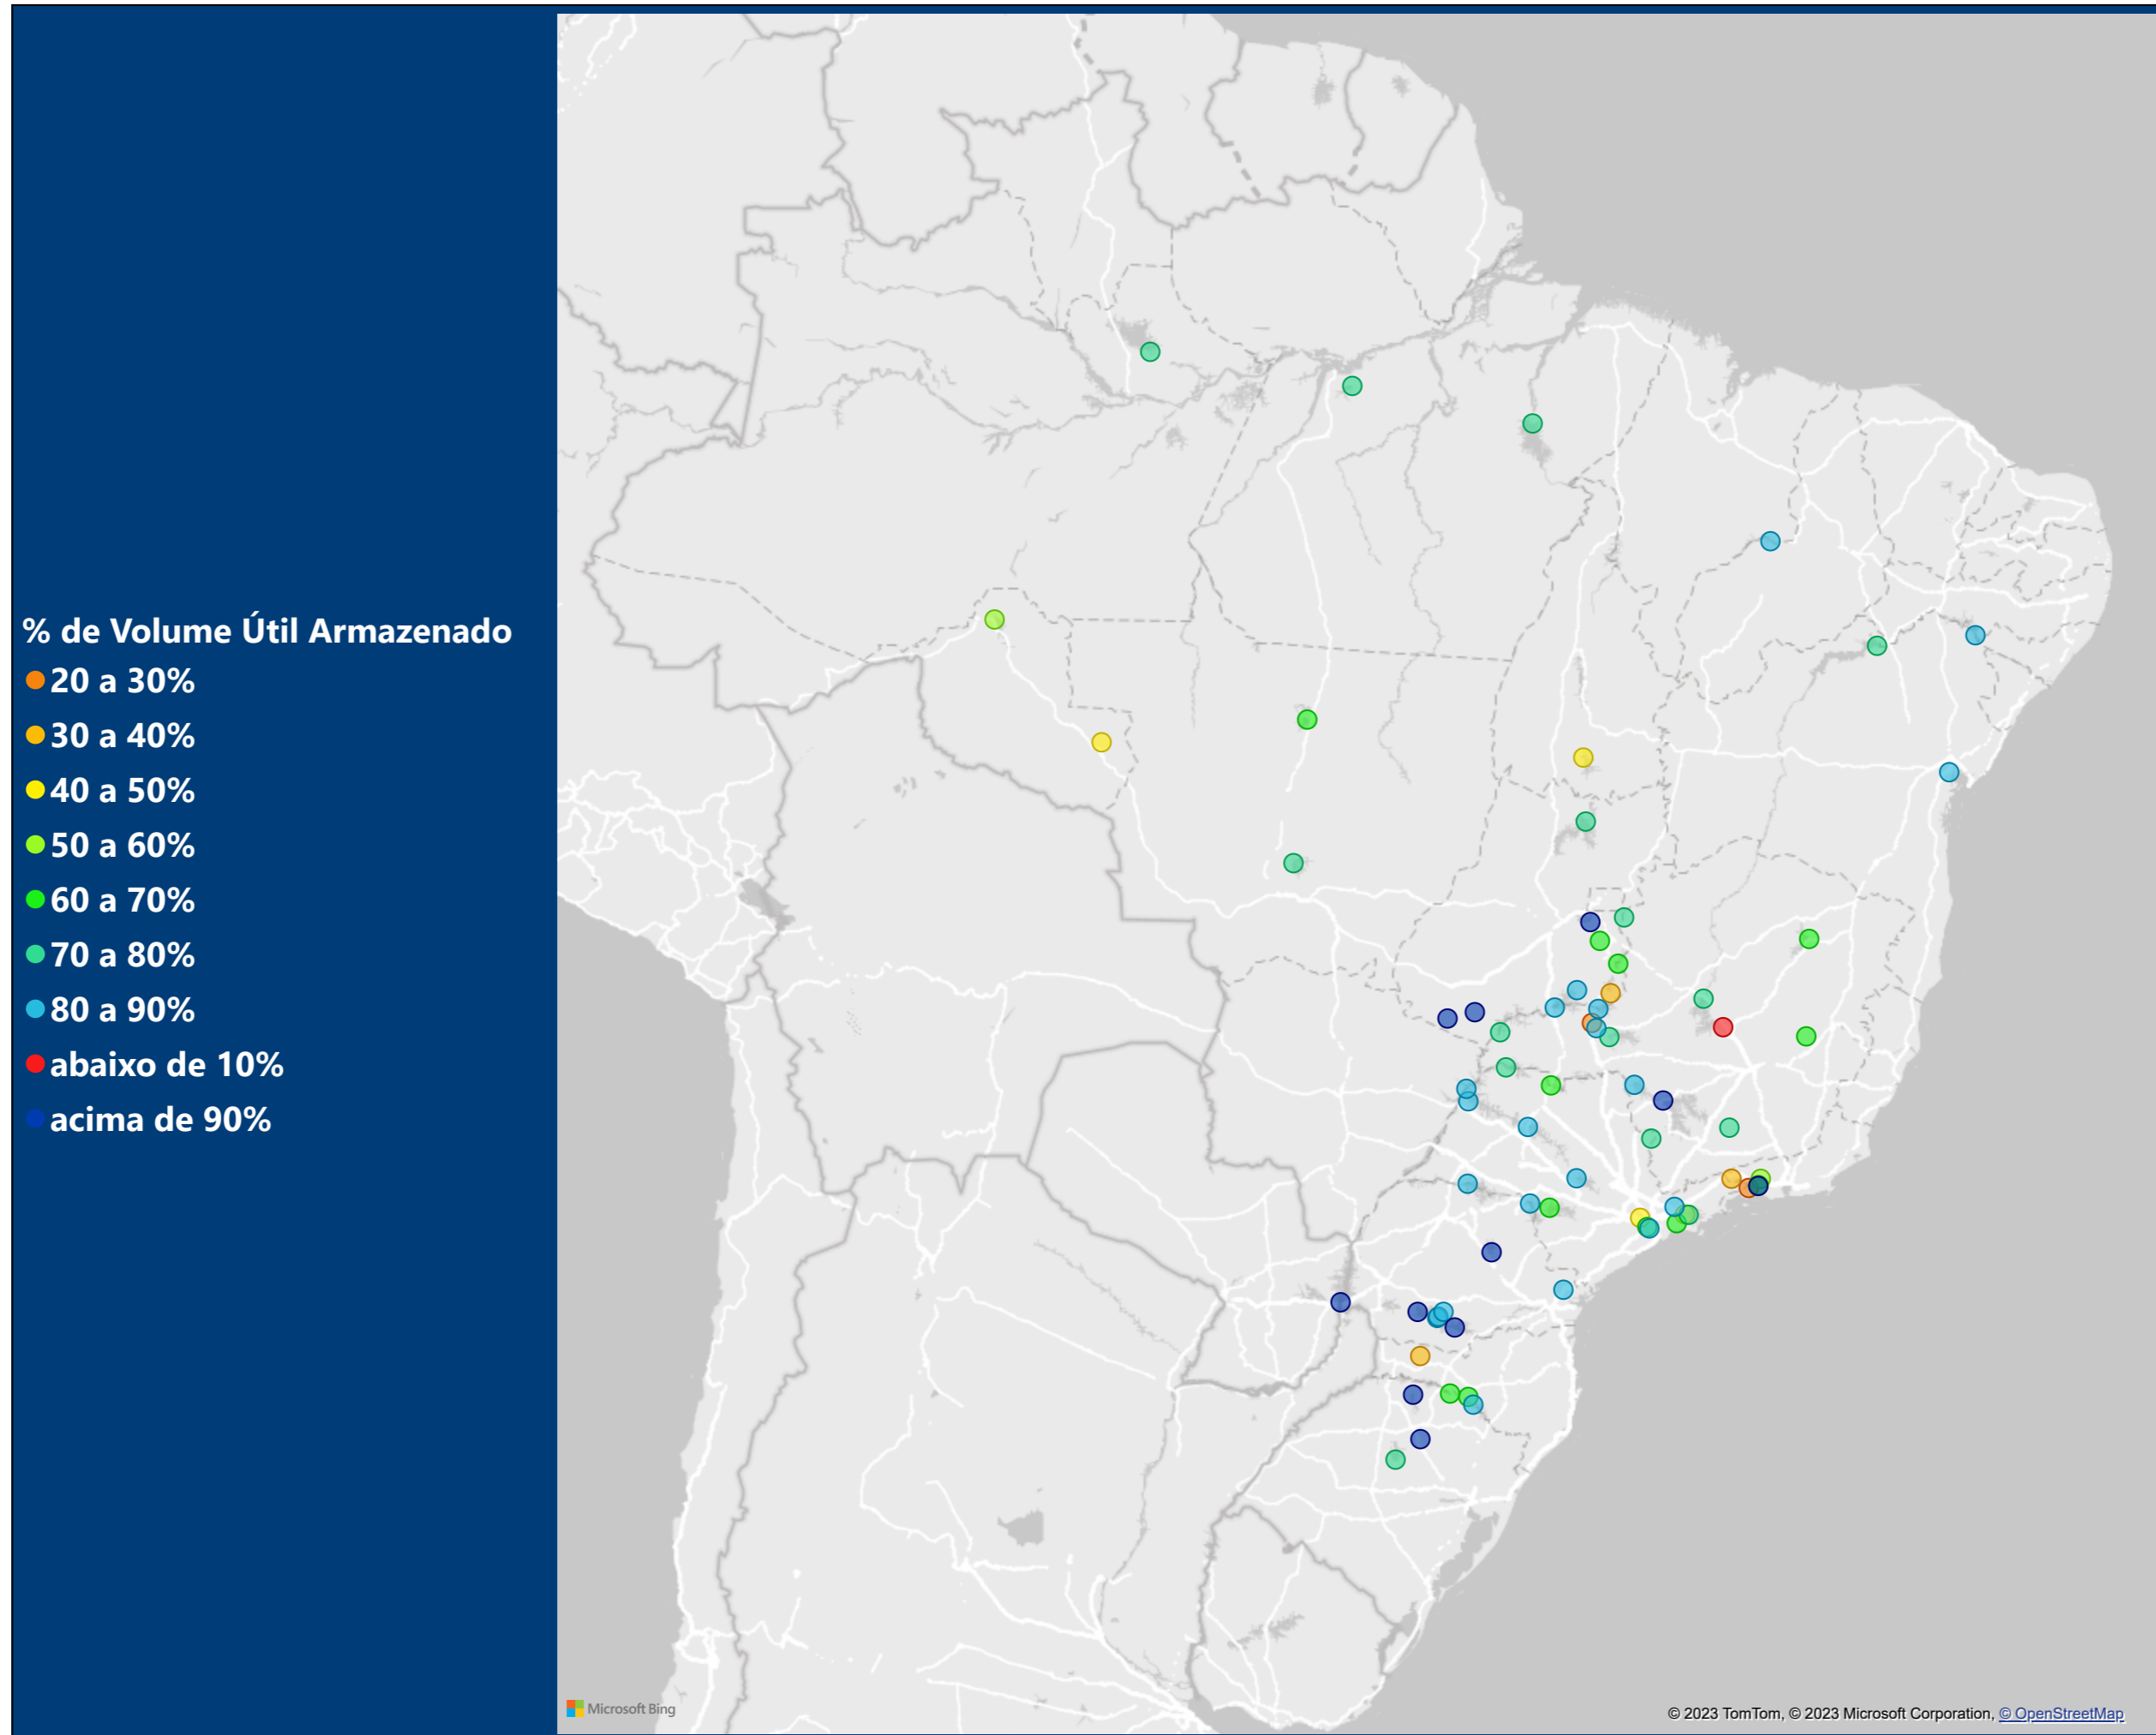 % de Volume Útil Armazenado
20 a 30%
30 a 40%
40 a 50%
50 a 60%
60 a 70%
70 a 80%
80 a 90%
abaixo de 10%
acima de 90%
Microsoft Bing
© 2023 TomTom, © 2023 Microsoft Corporation, © OpenStreetMap